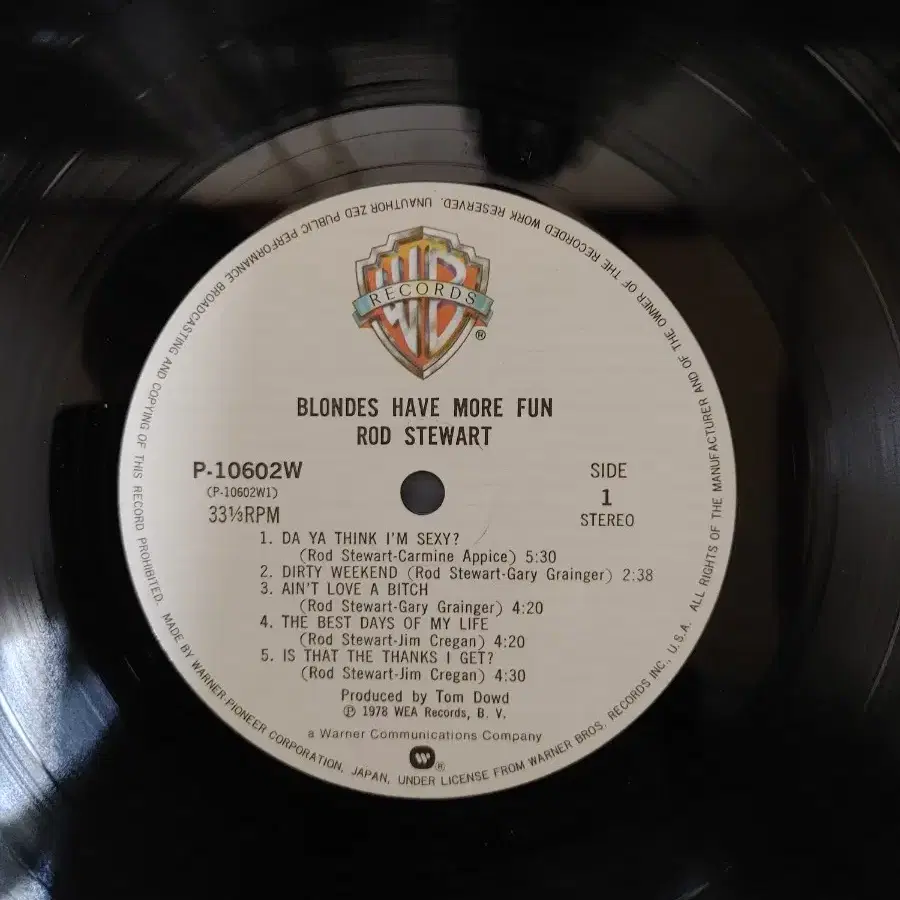 WB
RECORDS
®
BLONDES HAVE MORE FUN
ROD STEWART
P-10602W
(P-10602W1)
33⅓RPM
SIDE
1
STEREO
1. DA YA THINK I'M SEXY?
(Rod Stewart-Carmine Appice) 5:30
2. DIRTY WEEKEND (Rod Stewart-Gary Grainger) 2:38
3. AIN'T LOVE A BITCH
(Rod Stewart-Gary Grainger) 4:20
4. THE BEST DAYS OF MY LIFE
(Rod Stewart-Jim Cregan) 4:20
5. IS THAT THE THANKS I GET?
(Rod Stewart-Jim Cregan) 4:30
Produced by Tom Dowd
℗ 1978 WEA Records, B. V.
a Warner Communications Company
®
MADE BY WARNER-PIONEER CORPORATION, JAPAN, UNDER LICENSE FROM WARNER BROS. RECORDS INC., U.S.A. ALL RIGHTS OF THE MANUFACTURER AND OF THE OWNER OF THE RECORDED WORK RESERVED. UNAUTHOR ZED PUBLIC PERFORMANCE BROADCASTING AND COPYING OF THIS RECORD PROHIBITED.